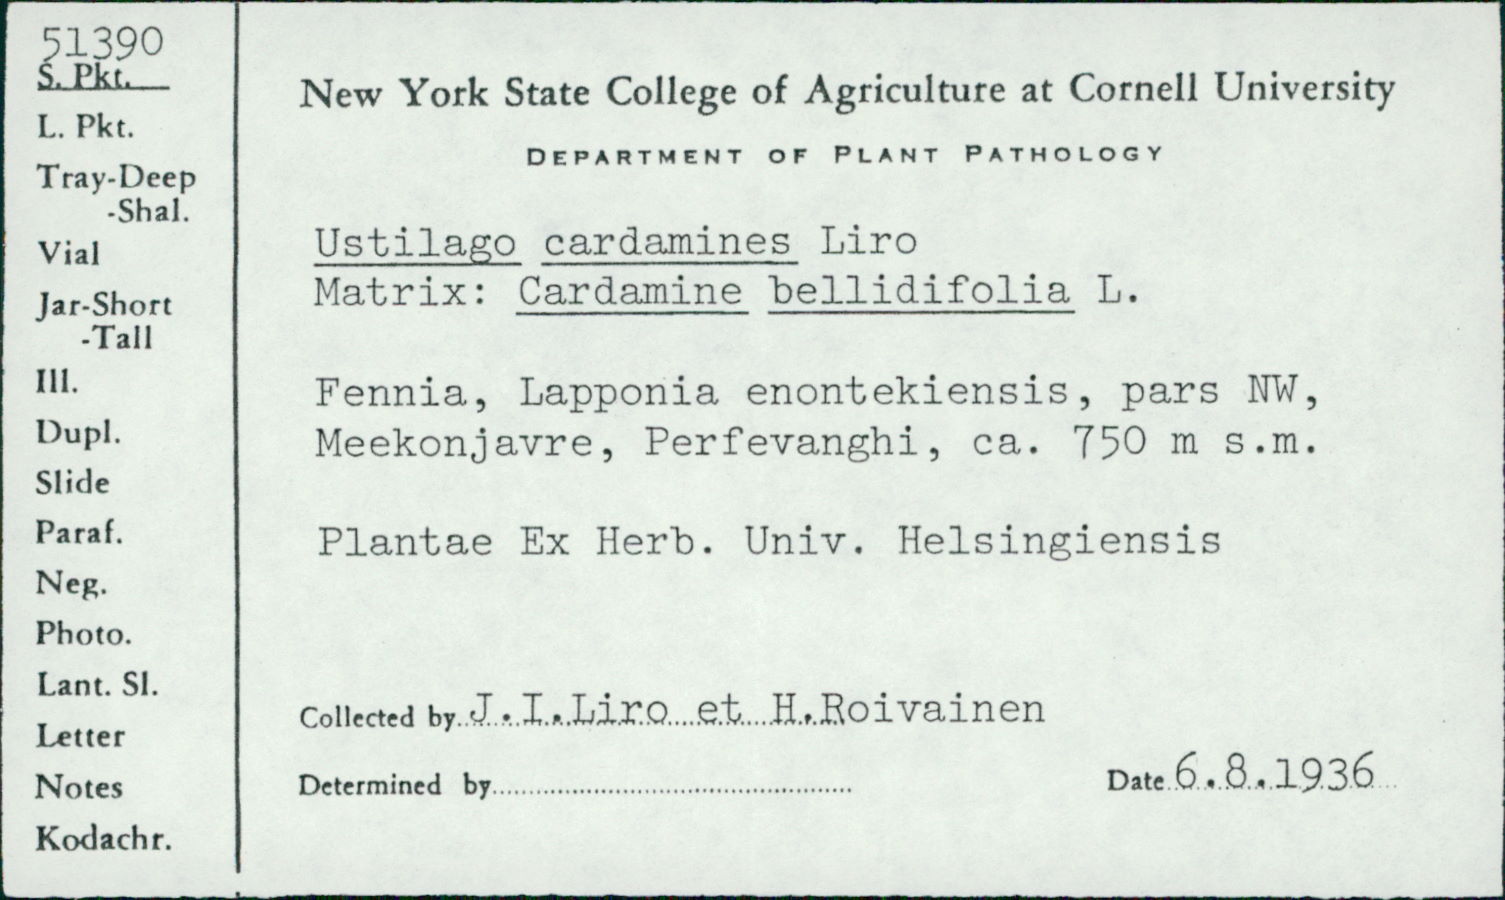 51390
S. Pkt.
L. Pkt.
Tray-Deep
-Shal.
Vial
Jar-Short
-Tall
Ill.
Dupl.
Slide
Paraf.
Neg.
Photo.
Lant. Sl.
Letter
Notes
Kodachr.
New York State College of Agriculture at Cornell University
DEPARTMENT OF PLANT PATHOLOGY
Ustilago cardamines Liro
Matrix: Cardamine bellidifolia L.
Fennia, Lapponia enontekiensis, pars NW,
Meekonjavre, Perfevanghi, ca. 750 m s.m.
Plantae Ex Herb. Univ. Helsingiensis
Collected by J.I.Liro et H.Roivainen
Determined by
Date 6.8.1936